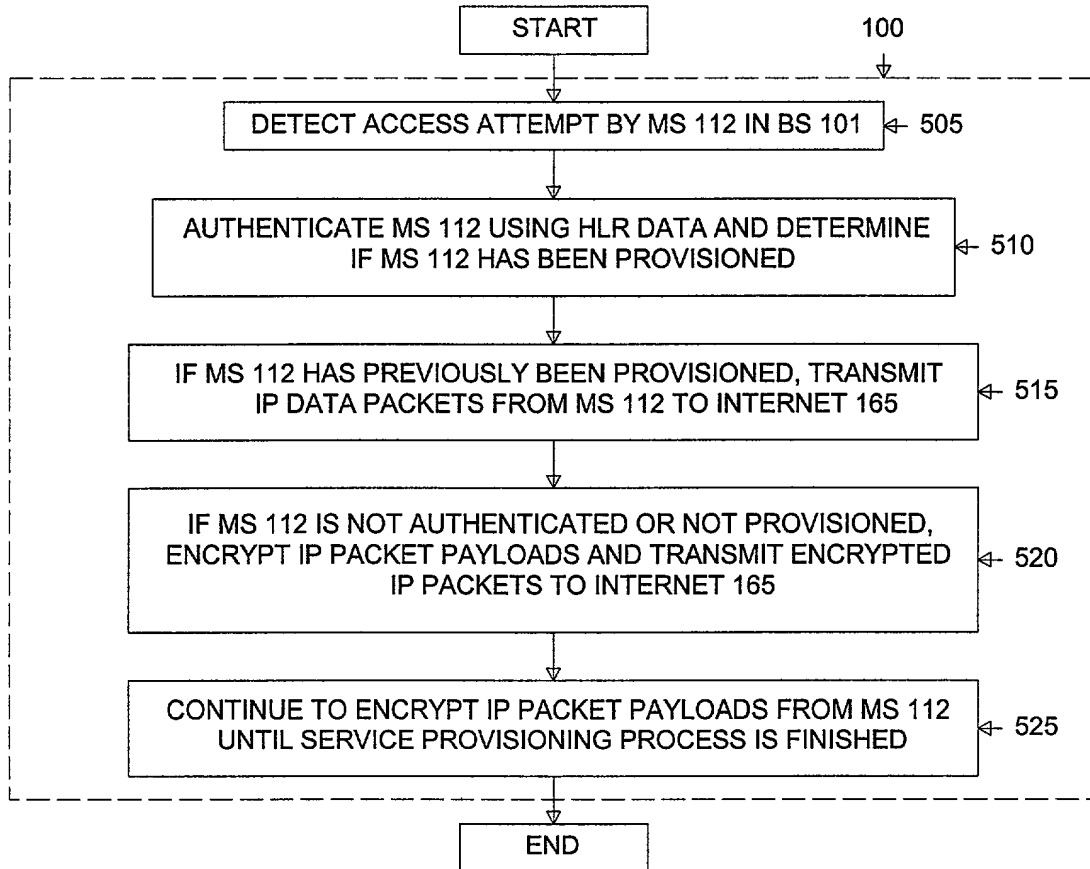 START
100
DETECT ACCESS ATTEMPT BY MS 112 IN BS 101
505
AUTHENTICATE MS 112 USING HLR DATA AND DETERMINE
IF MS 112 HAS BEEN PROVISIONED
510
IF MS 112 HAS PREVIOUSLY BEEN PROVISIONED, TRANSMIT
IP DATA PACKETS FROM MS 112 TO INTERNET 165
515
IF MS 112 IS NOT AUTHENTICATED OR NOT PROVISIONED,
ENCRYPT IP PACKET PAYLOADS AND TRANSMIT ENCRYPTED
IP PACKETS TO INTERNET 165
520
CONTINUE TO ENCRYPT IP PACKET PAYLOADS FROM MS 112
UNTIL SERVICE PROVISIONING PROCESS IS FINISHED
525
END